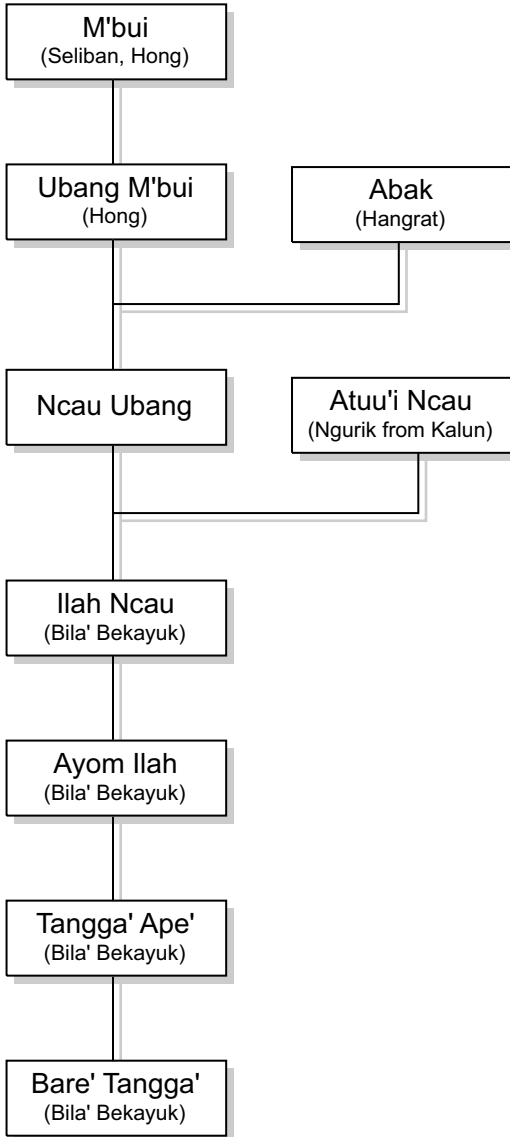 M'bui
(Seliban, Hong)
Ubang M'bui
(Hong)
Abak
(Hangrat)
Ncau Ubang
Atuu'i Ncau
(Ngurik from Kalun)
Ilah Ncau
(Bila' Bekayuk)
Ayom Ilah
(Bila' Bekayuk)
Tangga' Ape'
(Bila' Bekayuk)
Bare' Tangga'
(Bila' Bekayuk)